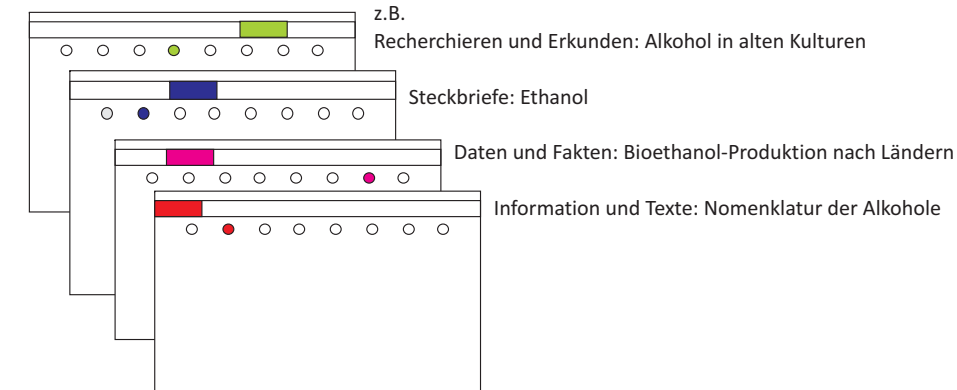 z.B.
Recherchieren und Erkunden: Alkohol in alten Kulturen
Steckbriefe: Ethanol
Daten und Fakten: Bioethanol-Produktion nach Ländern
Information und Texte: Nomenklatur der Alkohole